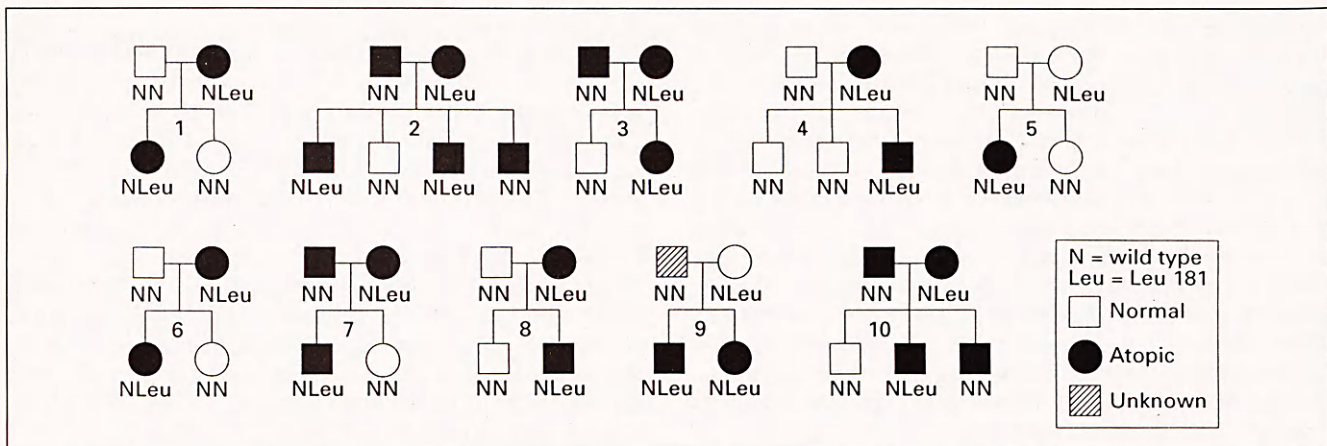 NN NLeu NN NLeu NN NLeu NN NLeu NN NLeu
1 2 3 4 5
NLeu NN NLeu NN NLeu NN NN NLeu NN NN NLeu NLeu NN
NN NLeu NN NLeu NN NLeu NN NLeu NN NLeu
6 7 8 9 10
NLeu NN NLeu NN NN NLeu NLeu NLeu NN NLeu NN
N = wild type
Leu = Leu 181
Normal
Atopic
Unknown